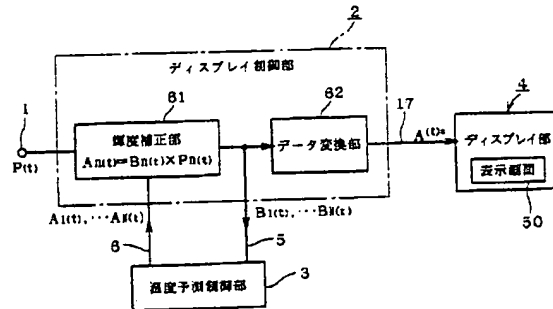 2
ディスプレイ制御部
1
P(t)
61
輝度補正部
An(t)=Bn(t)×Pn(t)
62
データ変換部
17
A(t)s
4
ディスプレイ部
表示画面
50
A1(t),…AN(t)
B1(t),…BN(t)
6
5
温度予測制御部
3